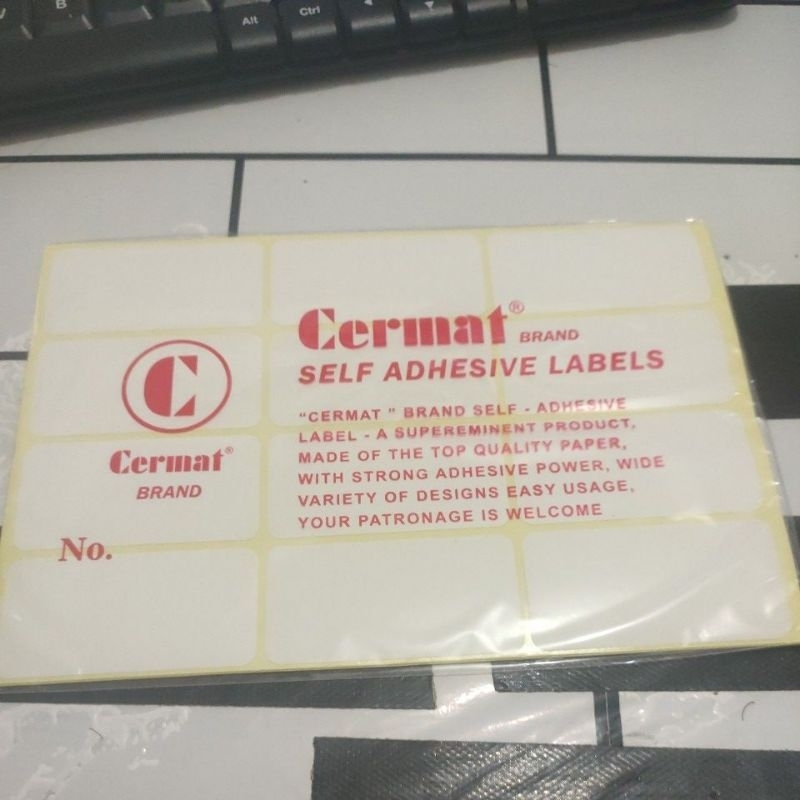 B
Alt
Ctrl
C
Cermat®
BRAND
No.
Cermat® BRAND
SELF ADHESIVE LABELS
“CERMAT ” BRAND SELF - ADHESIVE
LABEL - A SUPEREMINENT PRODUCT,
MADE OF THE TOP QUALITY PAPER,
WITH STRONG ADHESIVE POWER, WIDE
VARIETY OF DESIGNS EASY USAGE,
YOUR PATRONAGE IS WELCOME